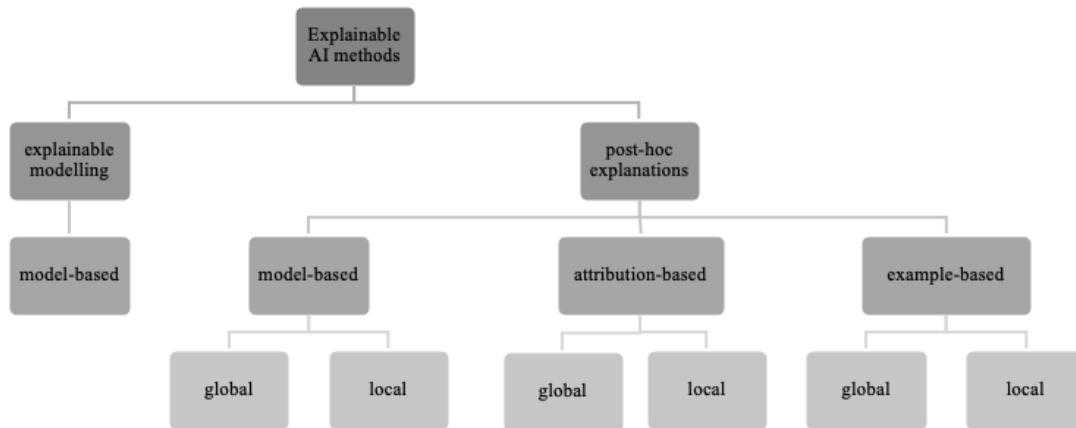 Explainable
AI methods
explainable
modelling
post-hoc
explanations
model-based
model-based
attribution-based
example-based
global
local
global
local
global
local